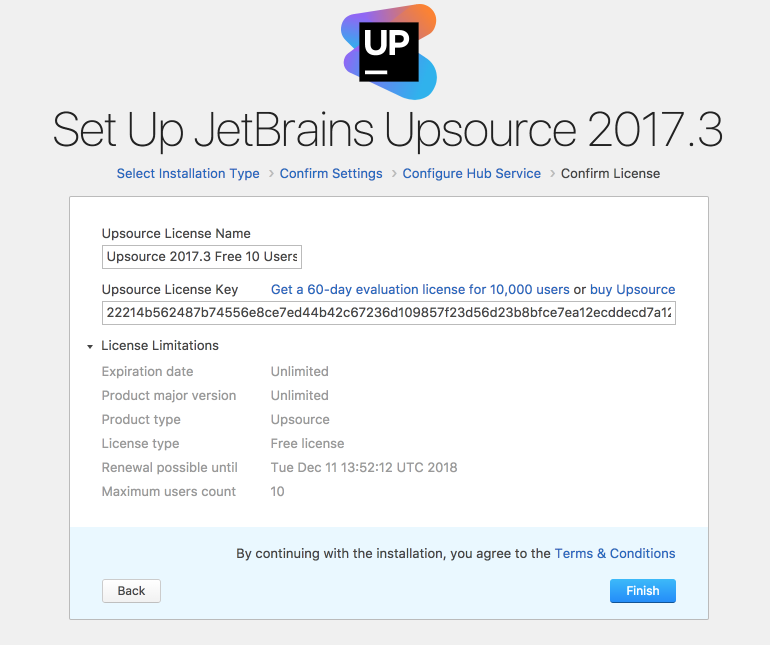 UP
Set Up JetBrains Upsource 2017.3
Select Installation Type > Confirm Settings > Configure Hub Service > Confirm License
Upsource License Name
Upsource 2017.3 Free 10 Users
Upsource License Key Get a 60-day evaluation license for 10,000 users or buy Upsource
22214b562487b74556e8ce7ed44b42c67236d109857f23d56d23b8bfce7ea12ecddecd7a12
License Limitations
Expiration date Unlimited
Product major version Unlimited
Product type Upsource
License type Free license
Renewal possible until Tue Dec 11 13:52:12 UTC 2018
Maximum users count 10
By continuing with the installation, you agree to the Terms & Conditions
Back Finish